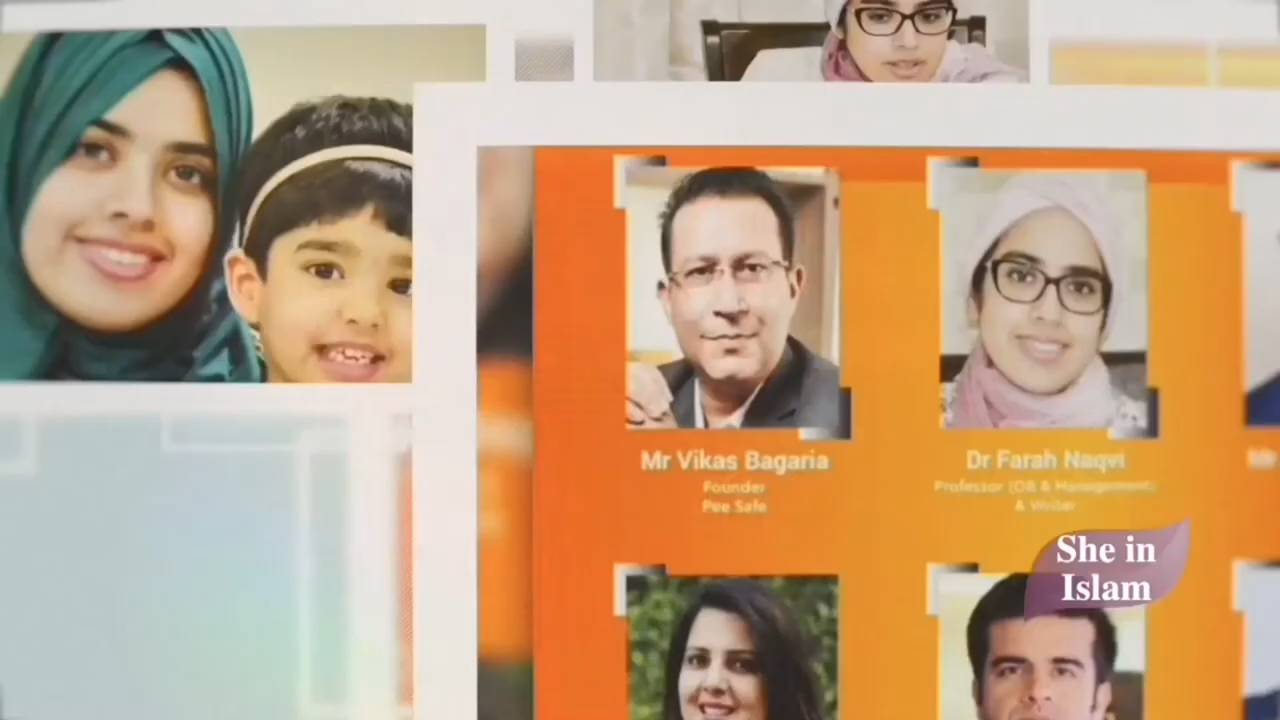 Mr Vikas Bagaria
Founder
Pee Safe
Dr Farah Naqvi
Professor (OB & Management)
& Writer
She in
Islam